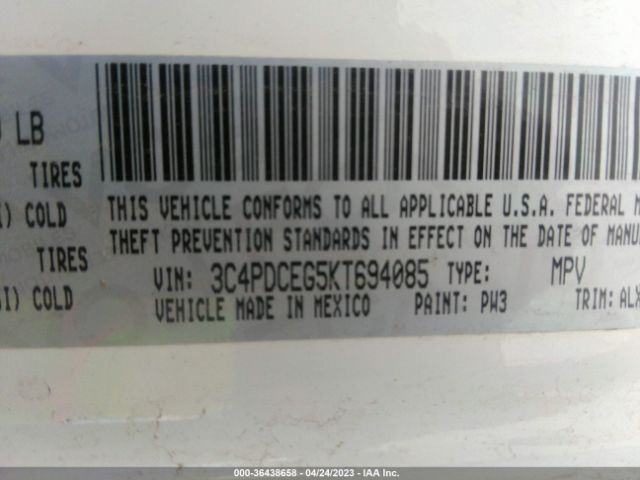 LB
TIRES
COLD
TIRES
COLD
THIS VEHICLE CONFORMS TO ALL APPLICABLE U.S.A. FEDERAL M
THEFT PREVENTION STANDARDS IN EFFECT ON THE DATE OF MANU
VIN: 3C4PDCEG5KT694085 TYPE: MPV
VEHICLE MADE IN MEXICO PAINT: PW3 TRIM: ALX
000-36438658 - 04/24/2023 - IAA Inc.